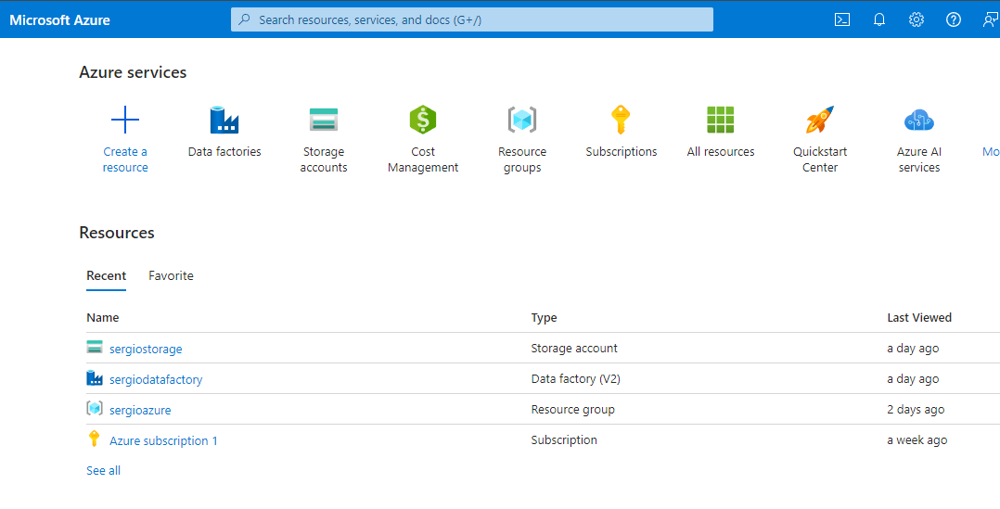 Microsoft Azure
Search resources, services, and docs (G+/)
Azure services
Create a resource
Data factories
Storage accounts
Cost Management
Resource groups
Subscriptions
All resources
Quickstart Center
Azure AI services
Mo
Resources
Recent Favorite
Name Type Last Viewed
sergiostorage Storage account a day ago
sergiodatafactory Data factory (V2) a day ago
sergioazure Resource group 2 days ago
Azure subscription 1 Subscription a week ago
See all